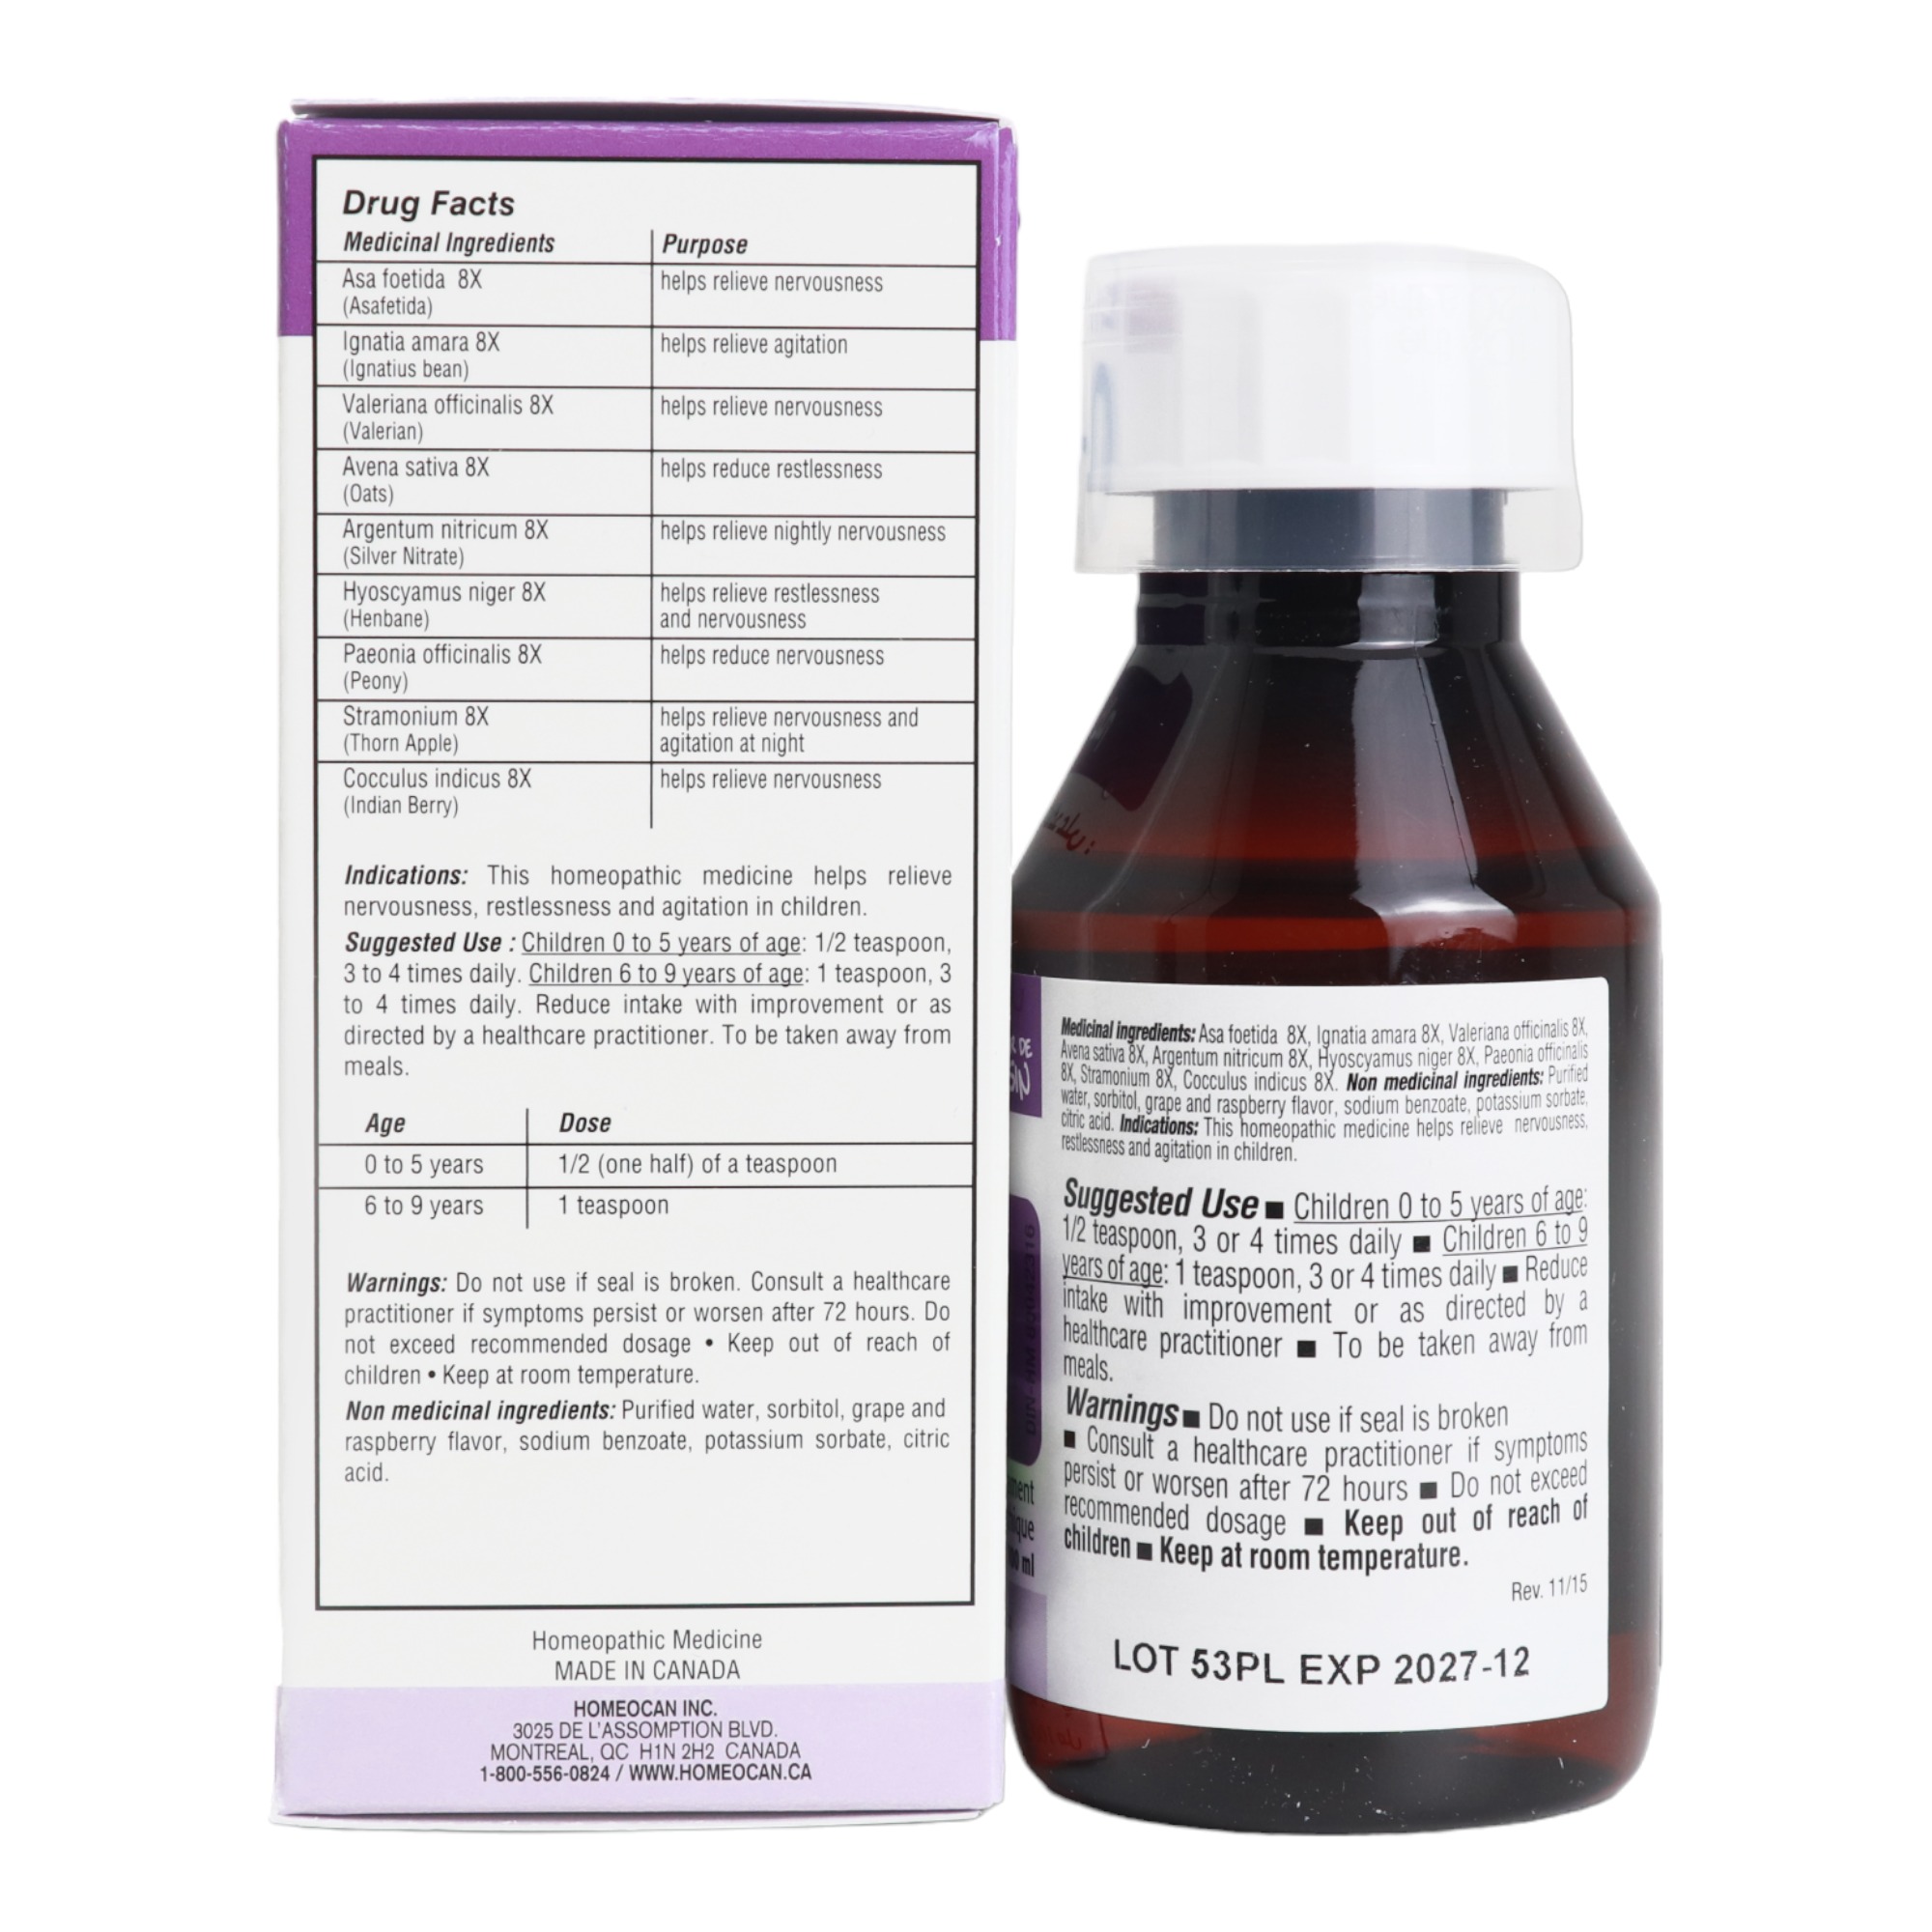 Drug Facts
Medicinal Ingredients Purpose
Asa foetida 8X helps relieve nervousness
(Asafetida)
Ignatia amara 8X helps relieve agitation
(Ignatius bean)
Valeriana officinalis 8X helps relieve nervousness
(Valerian)
Avena sativa 8X helps reduce restlessness
(Oats)
Argentum nitricum 8X helps relieve nightly nervousness
(Silver Nitrate)
Hyoscyamus niger 8X helps relieve restlessness
(Henbane) and nervousness
Paeonia officinalis 8X helps reduce nervousness
(Peony)
Stramonium 8X helps relieve nervousness and
(Thorn Apple) agitation at night
Cocculus indicus 8X helps relieve nervousness
(Indian Berry)
Indications: This homeopathic medicine helps relieve
nervousness, restlessness and agitation in children.
Suggested Use : Children 0 to 5 years of age: 1/2 teaspoon,
3 to 4 times daily. Children 6 to 9 years of age: 1 teaspoon, 3
to 4 times daily. Reduce intake with improvement or as
directed by a healthcare practitioner. To be taken away from
meals.
Age Dose
0 to 5 years 1/2 (one half) of a teaspoon
6 to 9 years 1 teaspoon
Warnings: Do not use if seal is broken. Consult a healthcare
practitioner if symptoms persist or worsen after 72 hours. Do
not exceed recommended dosage • Keep out of reach of
children • Keep at room temperature.
Non medicinal ingredients: Purified water, sorbitol, grape and
raspberry flavor, sodium benzoate, potassium sorbate, citric
acid.
Homeopathic Medicine
MADE IN CANADA
HOMEOCAN INC.
3025 DE L'ASSOMPTION BLVD.
MONTREAL, QC H1N 2H2 CANADA
1-800-556-0824 / WWW.HOMEOCAN.CA
Medicinal ingredients: Asa foetida 8X, Ignatia amara 8X, Valeriana officinalis 8X,
Avena sativa 8X, Argentum nitricum 8X, Hyoscyamus niger 8X, Paeonia officinalis
8X, Stramonium 8X, Cocculus indicus 8X. Non medicinal ingredients: Purified
water, sorbitol, grape and raspberry flavor, sodium benzoate, potassium sorbate,
citric acid. Indications: This homeopathic medicine helps relieve nervousness,
restlessness and agitation in children.
Suggested Use ■ Children 0 to 5 years of age:
1/2 teaspoon, 3 or 4 times daily ■ Children 6 to 9
years of age: 1 teaspoon, 3 or 4 times daily ■ Reduce
intake with improvement or as directed by a
healthcare practitioner ■ To be taken away from
meals.
Warnings ■ Do not use if seal is broken
■ Consult a healthcare practitioner if symptoms
persist or worsen after 72 hours ■ Do not exceed
recommended dosage ■ Keep out of reach of
children ■ Keep at room temperature.
Rev. 11/15
LOT 53PL EXP 2027-12
DE
ml